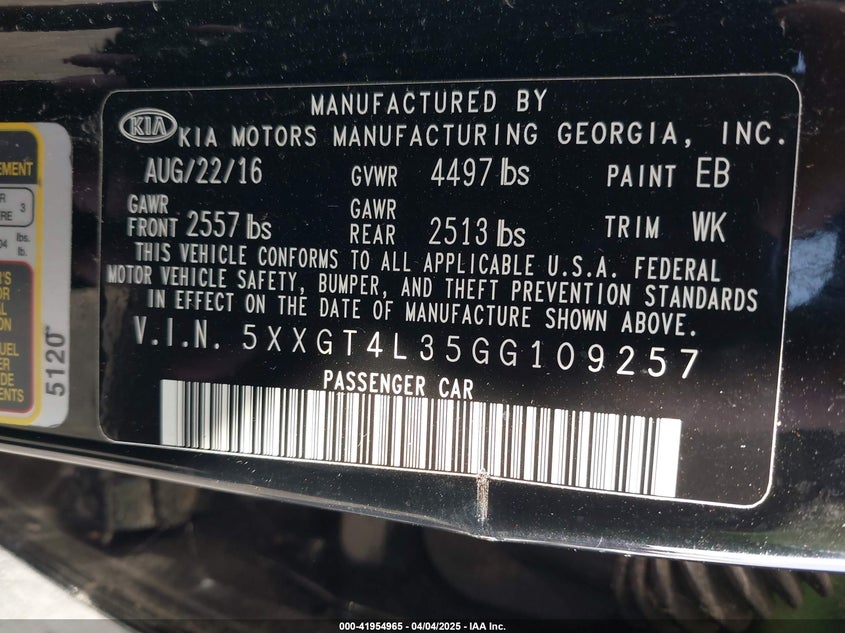 MANUFACTURED BY
KIA KIA MOTORS MANUFACTURING GEORGIA, INC.
AUG/22/16 GVWR 4497 lbs PAINT EB
GAWR FRONT 2557 lbs GAWR REAR 2513 lbs TRIM WK
THIS VEHICLE CONFORMS TO ALL APPLICABLE U.S.A. FEDERAL
MOTOR VEHICLE SAFETY, BUMPER, AND THEFT PREVENTION STANDARDS
IN EFFECT ON THE DATE OF MANUFACTURE SHOWN ABOVE.
V.I.N. 5XXGT4L35GG109257
PASSENGER CAR
3
lbs.
lb.
5120
000-41954965 - 04/04/2025 - IAA Inc.